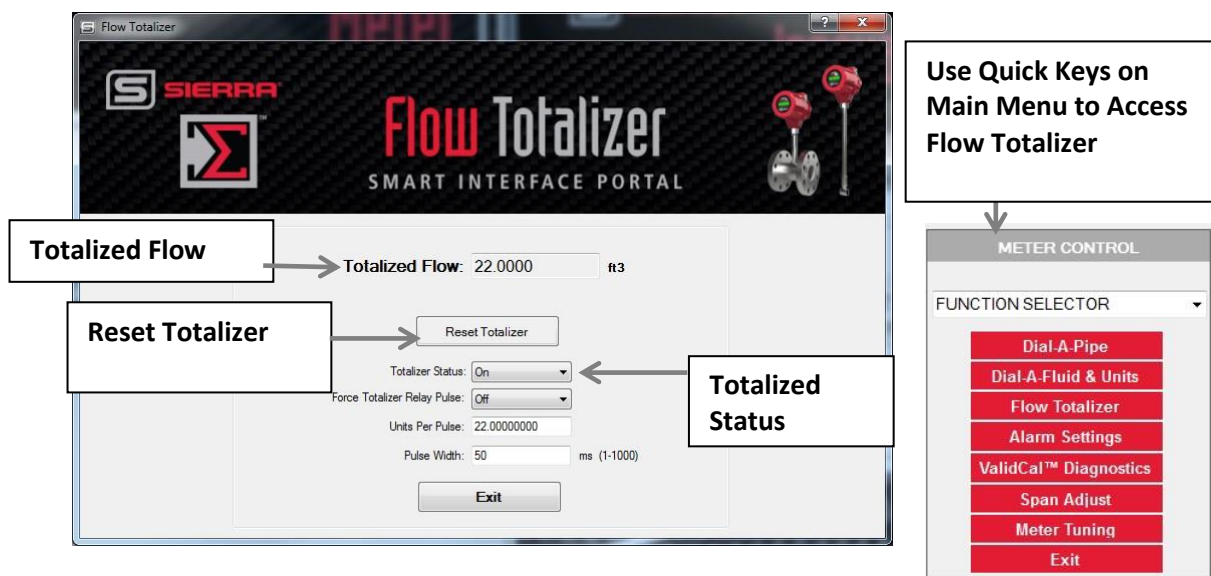 Flow Totalizer
SIERRA
Flow Totalizer
SMART INTERFACE PORTAL
Totalized Flow
Totalized Flow: 22.0000 ft3
Reset Totalizer
Reset Totalizer
Totalizer Status: On
Force Totalizer Relay Pulse: Off
Units Per Pulse: 22.00000000
Pulse Width: 50 ms (1-1000)
Exit
Totalized
Status
Use Quick Keys on
Main Menu to Access
Flow Totalizer
METER CONTROL
FUNCTION SELECTOR
Dial-A-Pipe
Dial-A-Fluid & Units
Flow Totalizer
Alarm Settings
ValidCal™ Diagnostics
Span Adjust
Meter Tuning
Exit